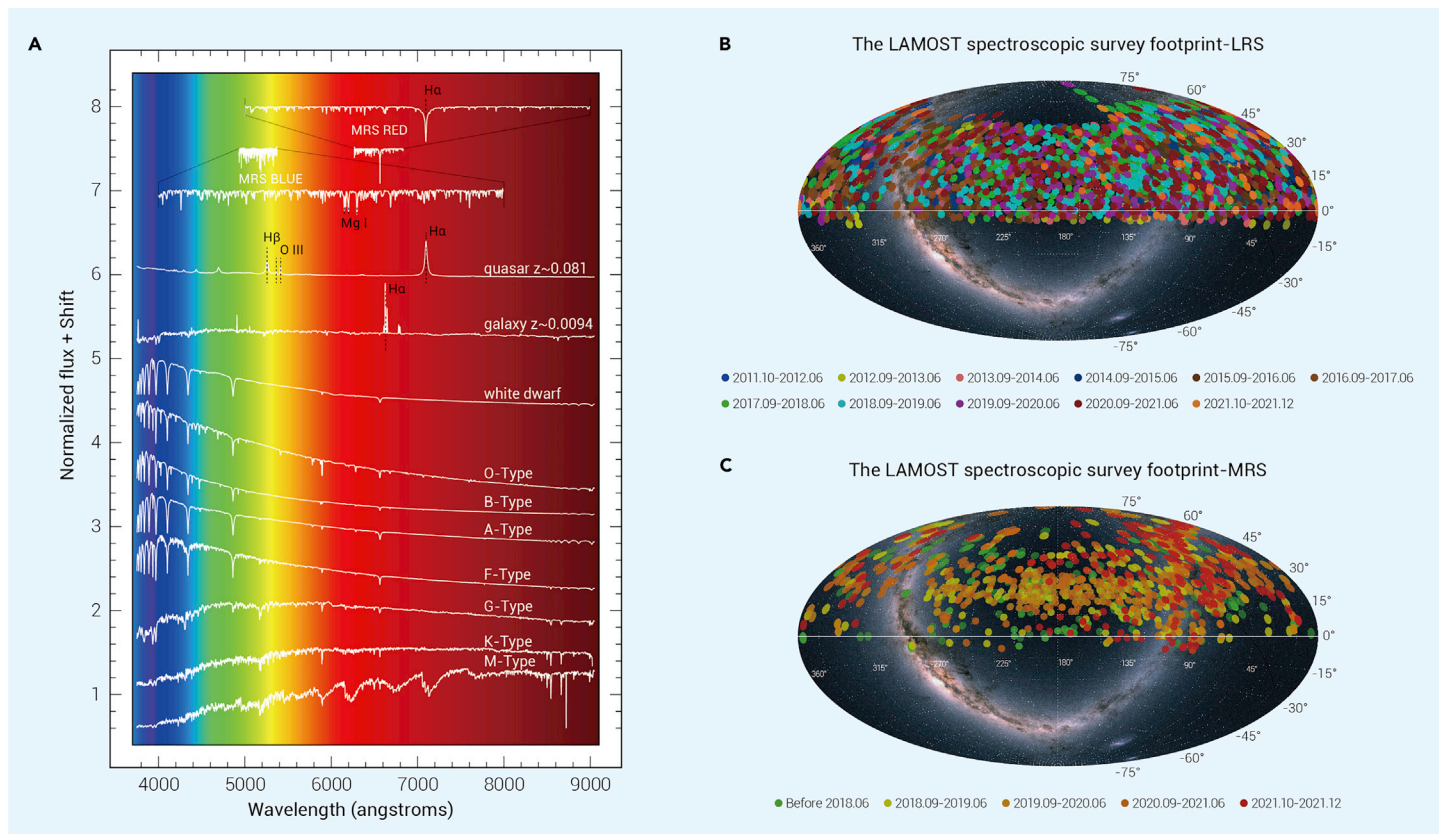 A
Normalized flux + Shift
8
7
6
5
4
3
2
1
Hα
MRS RED
MRS BLUE
Mg I
Hβ
O III
Hα
quasar z~0.081
Hα
galaxy z~0.0094
white dwarf
O-Type
B-Type
A-Type
F-Type
G-Type
K-Type
M-Type
4000 5000 6000 7000 8000 9000
Wavelength (angstroms)
B
The LAMOST spectroscopic survey footprint-LRS
75°
60°
45°
30°
15°
0°
-15°
-30°
-45°
-60°
-75°
360° 315° 270° 225° 180° 135° 90° 45°
2011.10-2012.06 2012.09-2013.06 2013.09-2014.06 2014.09-2015.06 2015.09-2016.06 2016.09-2017.06
2017.09-2018.06 2018.09-2019.06 2019.09-2020.06 2020.09-2021.06 2021.10-2021.12
C
The LAMOST spectroscopic survey footprint-MRS
75°
60°
45°
30°
15°
0°
-15°
-30°
-45°
-60°
-75°
360° 315° 270° 225° 180° 135° 90° 45°
Before 2018.06 2018.09-2019.06 2019.09-2020.06 2020.09-2021.06 2021.10-2021.12